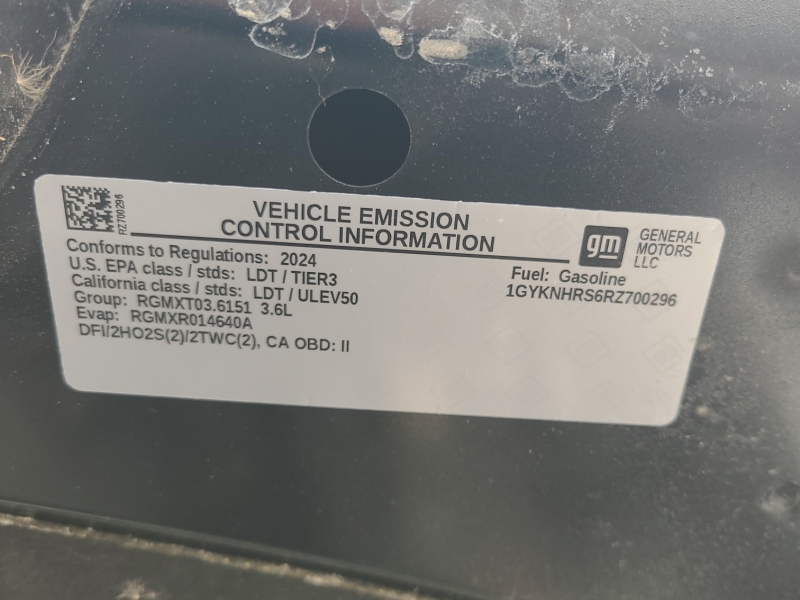 RZ700296
VEHICLE EMISSION
CONTROL INFORMATION
gm
GENERAL
MOTORS
LLC
Conforms to Regulations: 2024
U.S. EPA class / stds: LDT / TIER3
California class / stds: LDT / ULEV50
Group: RGMXT03.6151 3.6L
Evap: RGMXR014640A
DFI/2HO2S(2)/2TWC(2), CA OBD: II
Fuel: Gasoline
1GYKNHRS6RZ700296